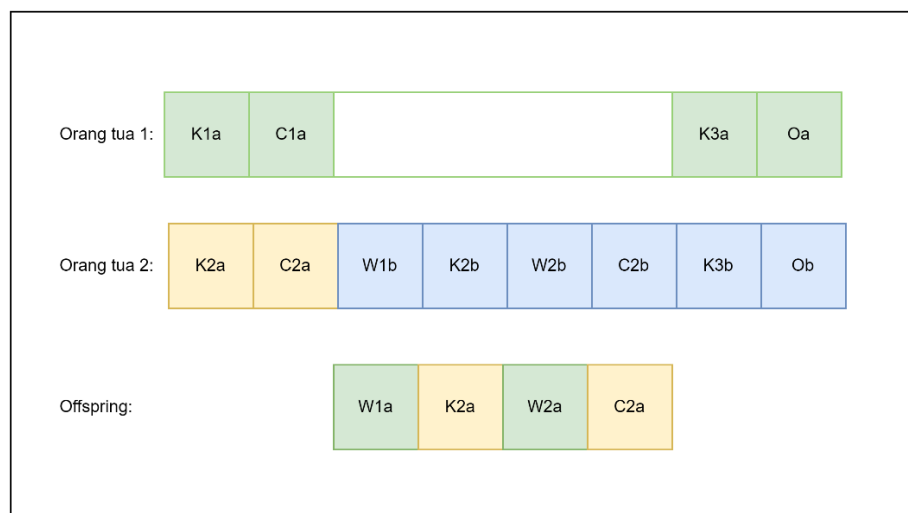 Orang tua 1: K1a C1a K3a Oa
Orang tua 2: K2a C2a W1b K2b W2b C2b K3b Ob
Offspring: W1a K2a W2a C2a